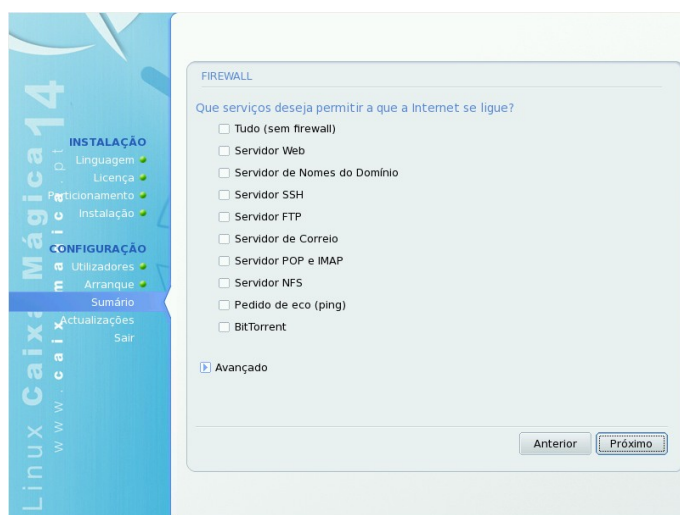 Linux Caixa Mágica 14
www.caixamagica.pt
INSTALAÇÃO
Linguagem
Licença
Particionamento
Instalação
CONFIGURAÇÃO
Utilizadores
Arranque
Sumário
Actualizações
Sair
FIREWALL
Que serviços deseja permitir a que a Internet se ligue?
Tudo (sem firewall)
Servidor Web
Servidor de Nomes do Domínio
Servidor SSH
Servidor FTP
Servidor de Correio
Servidor POP e IMAP
Servidor NFS
Pedido de eco (ping)
BitTorrent
Avançado
Anterior
Próximo